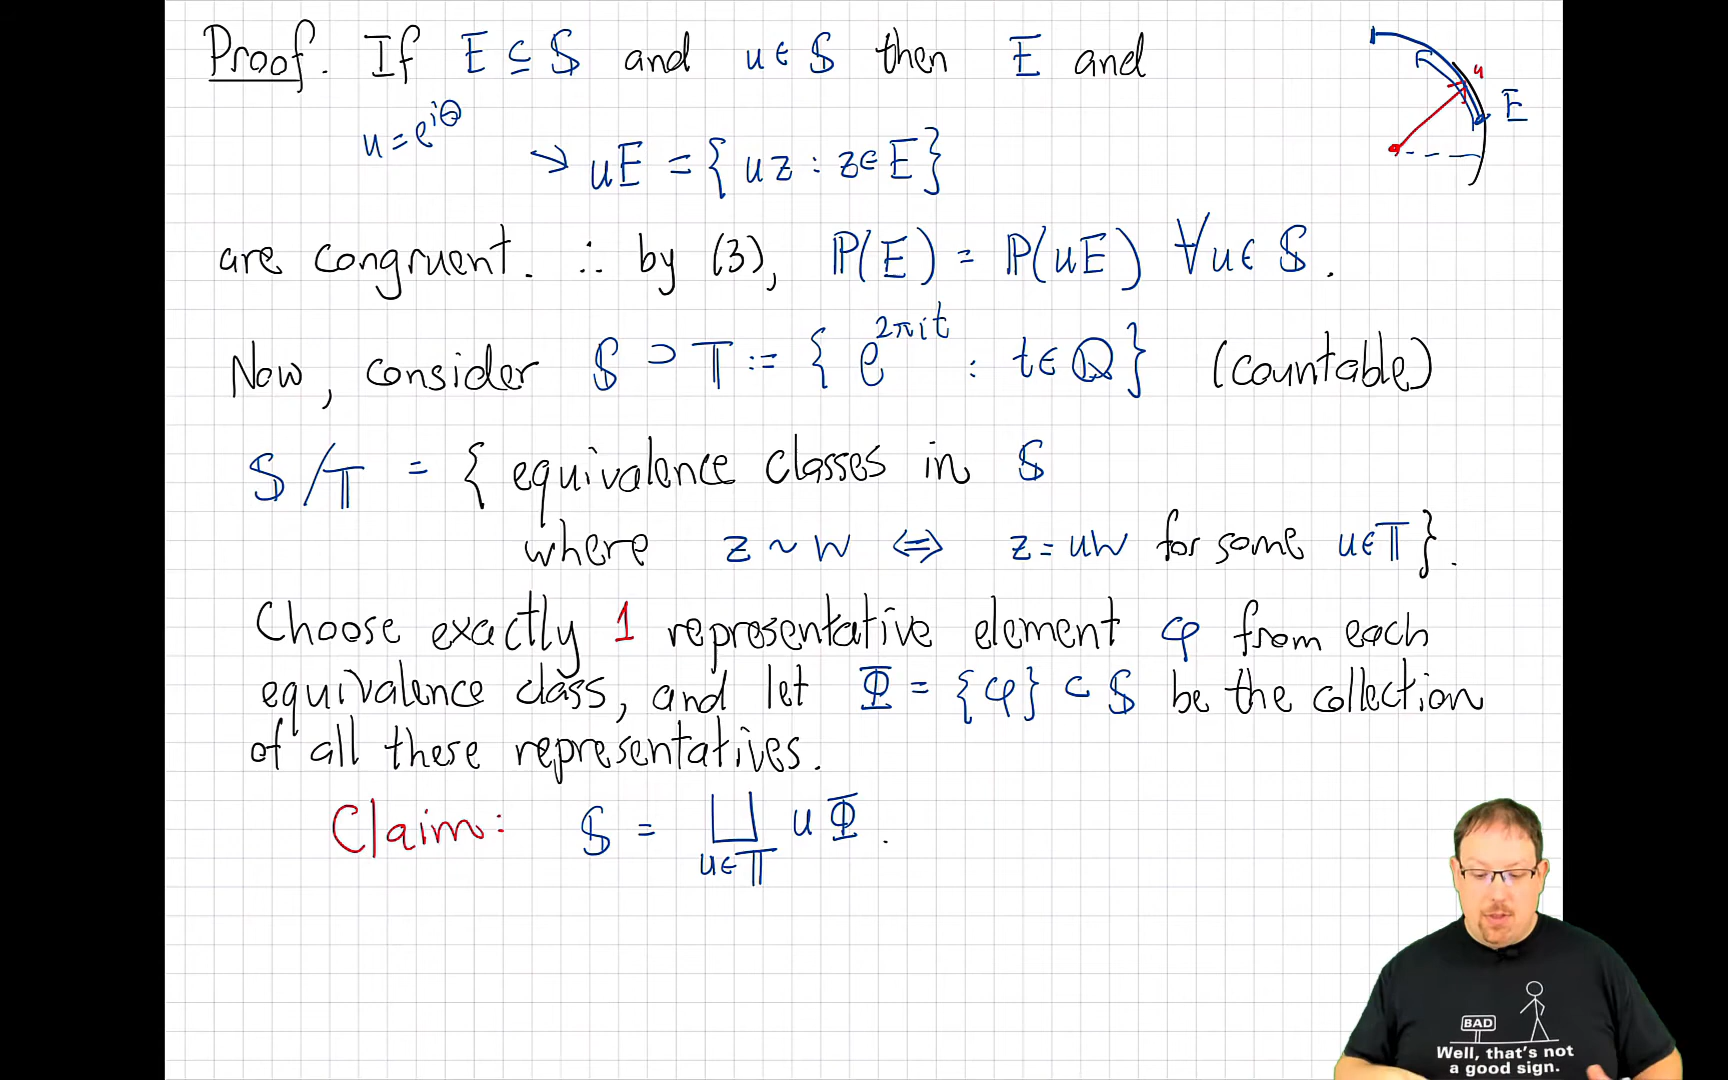 Proof. If E ⊆ 𝕊 and u ∈ 𝕊 then E and
u = e^{iθ}
→ uE = { uz : z ∈ E }
u
E
are congruent. ∴ by (3), ℙ(E) = ℙ(uE) ∀u ∈ 𝕊.
Now, consider 𝕊 ⊃ 𝕋 := { e^{2πit} : t ∈ ℚ } (countable)
𝕊/𝕋 = { equivalence classes in 𝕊
where z ~ w ⇔ z = uw for some u ∈ 𝕋 }.
Choose exactly 1 representative element φ from each
equivalence class, and let Φ = {φ} ⊂ 𝕊 be the collection
of all these representatives.
Claim: 𝕊 = ⊔_{u∈𝕋} uΦ.
BAD
Well, that's not
a good sign.